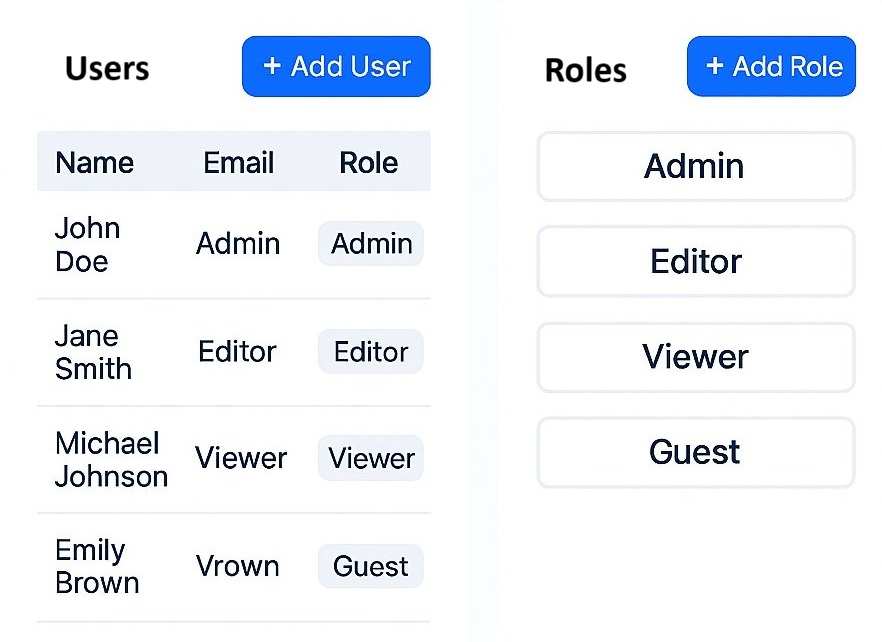 Users
+ Add User
Name Email Role
John
Doe
Admin
Admin
Jane
Smith
Editor
Editor
Michael
Johnson
Viewer
Viewer
Emily
Brown
Vrown
Guest
Roles
+ Add Role
Admin
Editor
Viewer
Guest